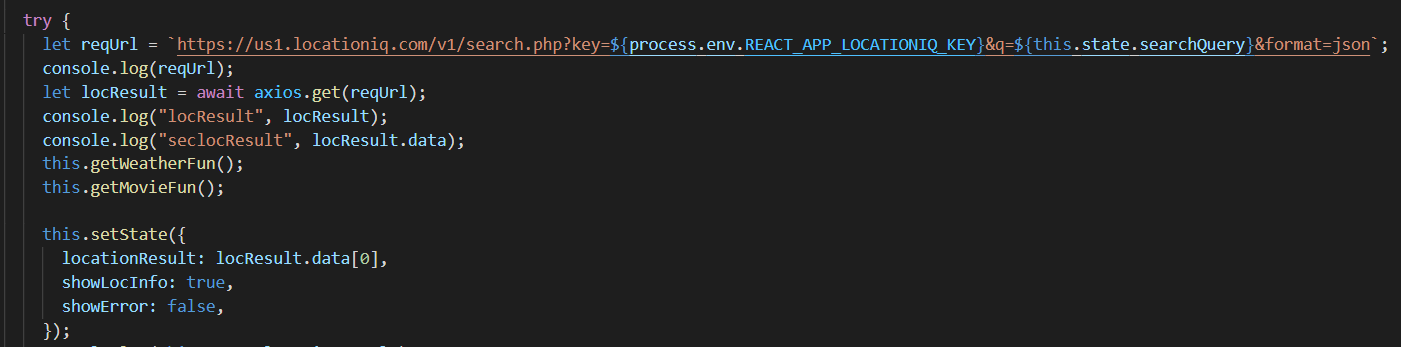 try {
let reqUrl = `https://us1.locationiq.com/v1/search.php?key=${process.env.REACT_APP_LOCATIONIQ_KEY}&q=${this.state.searchQuery}&format=json`;
console.log(reqUrl);
let locResult = await axios.get(reqUrl);
console.log("locResult", locResult);
console.log("seclocResult", locResult.data);
this.getWeatherFun();
this.getMovieFun();
this.setState({
locationResult: locResult.data[0],
showLocInfo: true,
showError: false,
});